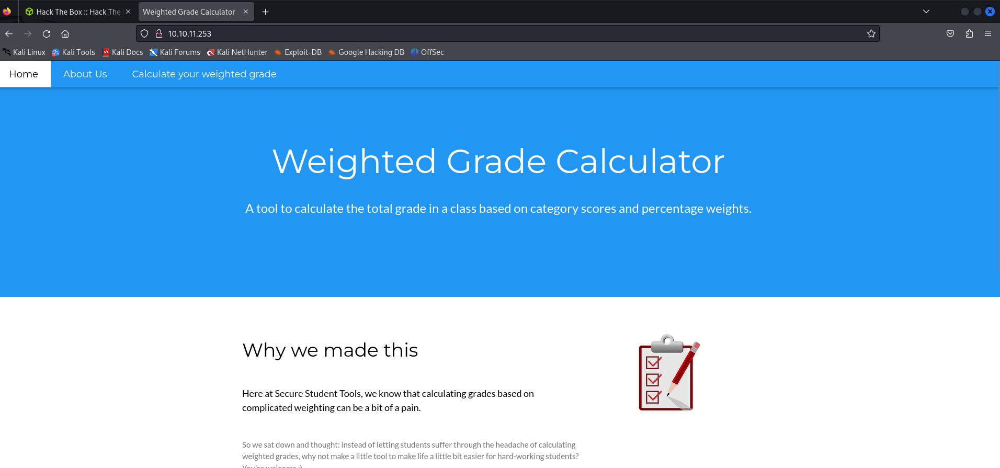 Hack The Box :: Hack The
Weighted Grade Calculator
10.10.11.253
Kali Linux Kali Tools Kali Docs Kali Forums Kali NetHunter Exploit-DB Google Hacking DB OffSec
Home About Us Calculate your weighted grade
Weighted Grade Calculator
A tool to calculate the total grade in a class based on category scores and percentage weights.
Why we made this
Here at Secure Student Tools, we know that calculating grades based on
complicated weighting can be a bit of a pain.
So we sat down and thought: instead of letting students suffer through the headache of calculating
weighted grades, why not make a little tool to make life a little bit easier for hard-working students?
You're welcome :)